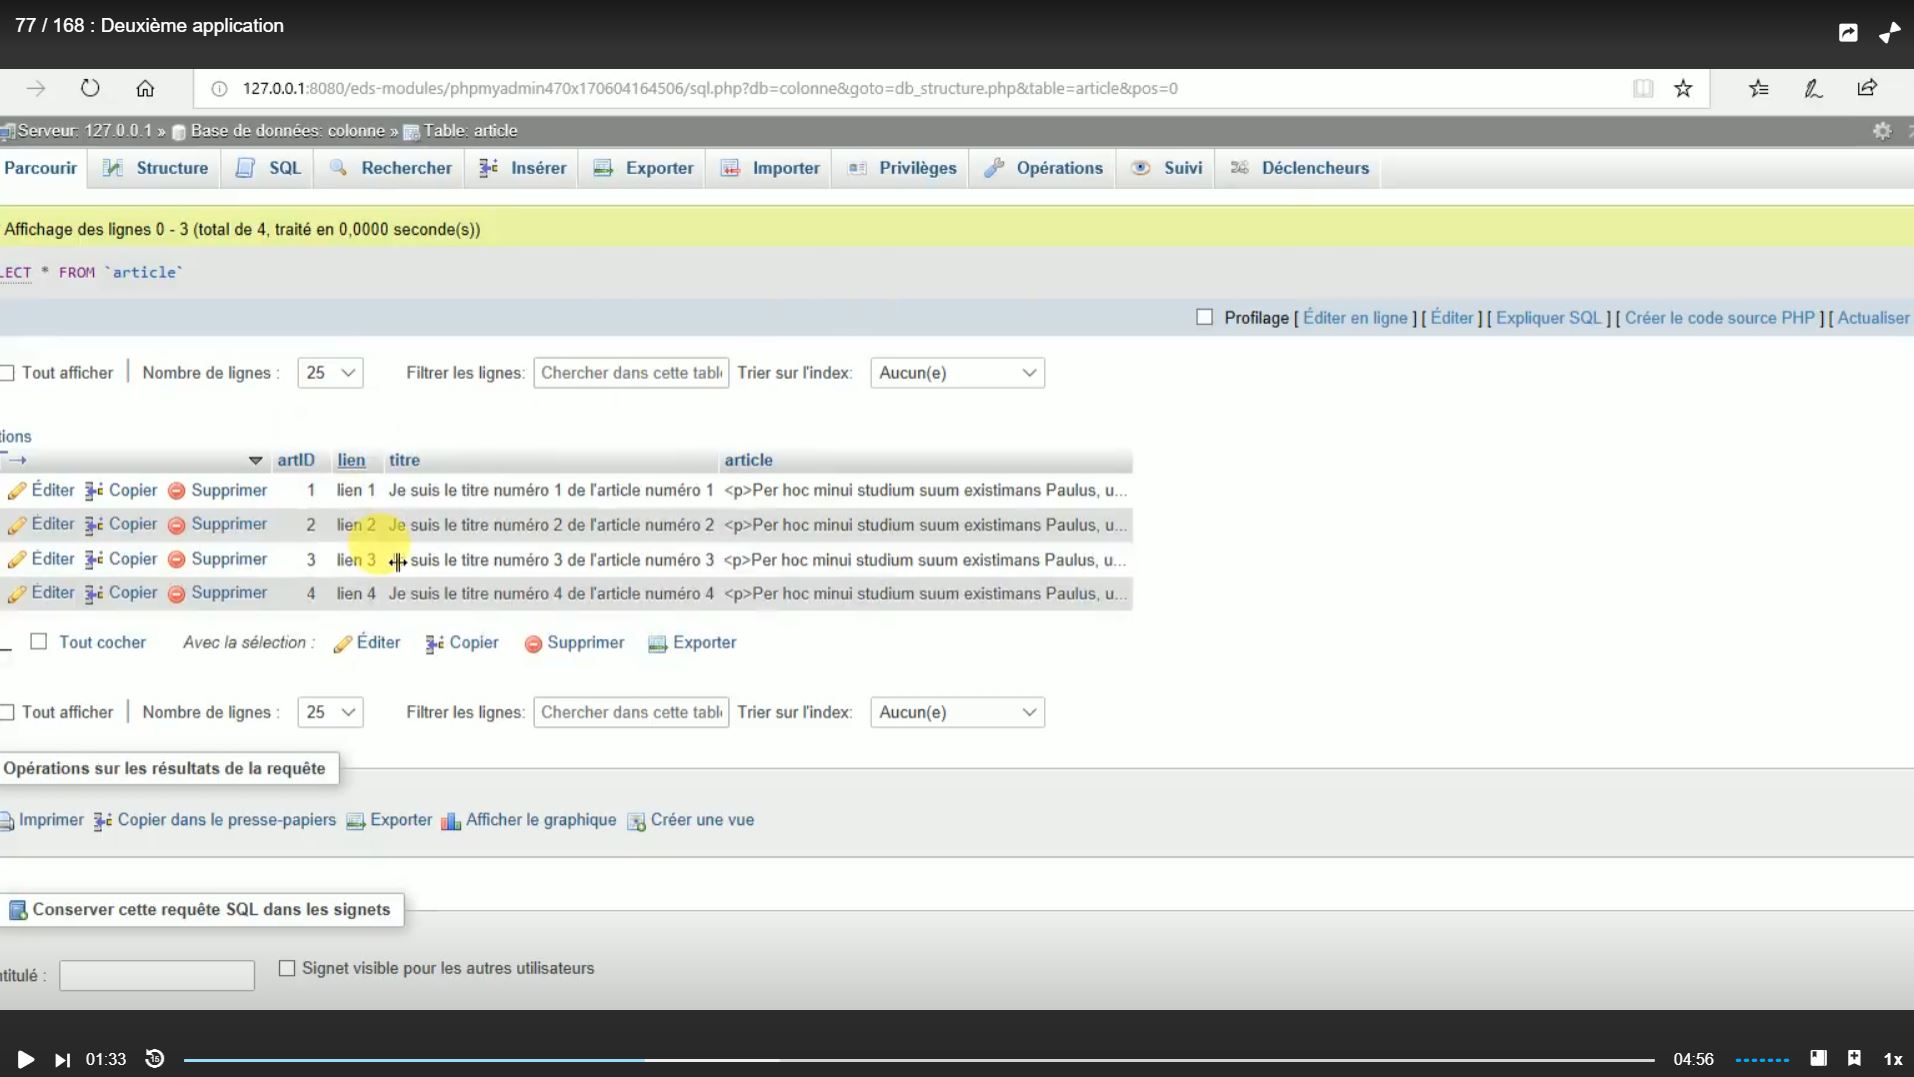 77 / 168 : Deuxième application
127.0.0.1:8080/eds-modules/phpmyadmin470x170604164506/sql.php?db=colonne&goto=db_structure.php&table=article&pos=0
Serveur: 127.0.0.1 » Base de données: colonne » Table: article
Parcourir Structure SQL Rechercher Insérer Exporter Importer Privilèges Opérations Suivi Déclencheurs
Affichage des lignes 0 - 3 (total de 4, traité en 0,0000 seconde(s))
LECT * FROM `article`
Profilage [ Éditer en ligne ] [ Éditer ] [ Expliquer SQL ] [ Créer le code source PHP ] [ Actualiser
Tout afficher | Nombre de lignes : 25 Filtrer les lignes: Chercher dans cette table Trier sur l'index: Aucun(e)
tions
artID lien titre article
Éditer Copier Supprimer 1 lien 1 Je suis le titre numéro 1 de l'article numéro 1 <p>Per hoc minui studium suum existimans Paulus, u...
Éditer Copier Supprimer 2 lien 2 Je suis le titre numéro 2 de l'article numéro 2 <p>Per hoc minui studium suum existimans Paulus, u...
Éditer Copier Supprimer 3 lien 3 suis le titre numéro 3 de l'article numéro 3 <p>Per hoc minui studium suum existimans Paulus, u...
Éditer Copier Supprimer 4 lien 4 Je suis le titre numéro 4 de l'article numéro 4 <p>Per hoc minui studium suum existimans Paulus, u...
Tout cocher Avec la sélection : Éditer Copier Supprimer Exporter
Tout afficher | Nombre de lignes : 25 Filtrer les lignes: Chercher dans cette table Trier sur l'index: Aucun(e)
Opérations sur les résultats de la requête
Imprimer Copier dans le presse-papiers Exporter Afficher le graphique Créer une vue
Conserver cette requête SQL dans les signets
ntitulé : Signet visible pour les autres utilisateurs
01:33 15 04:56 1x